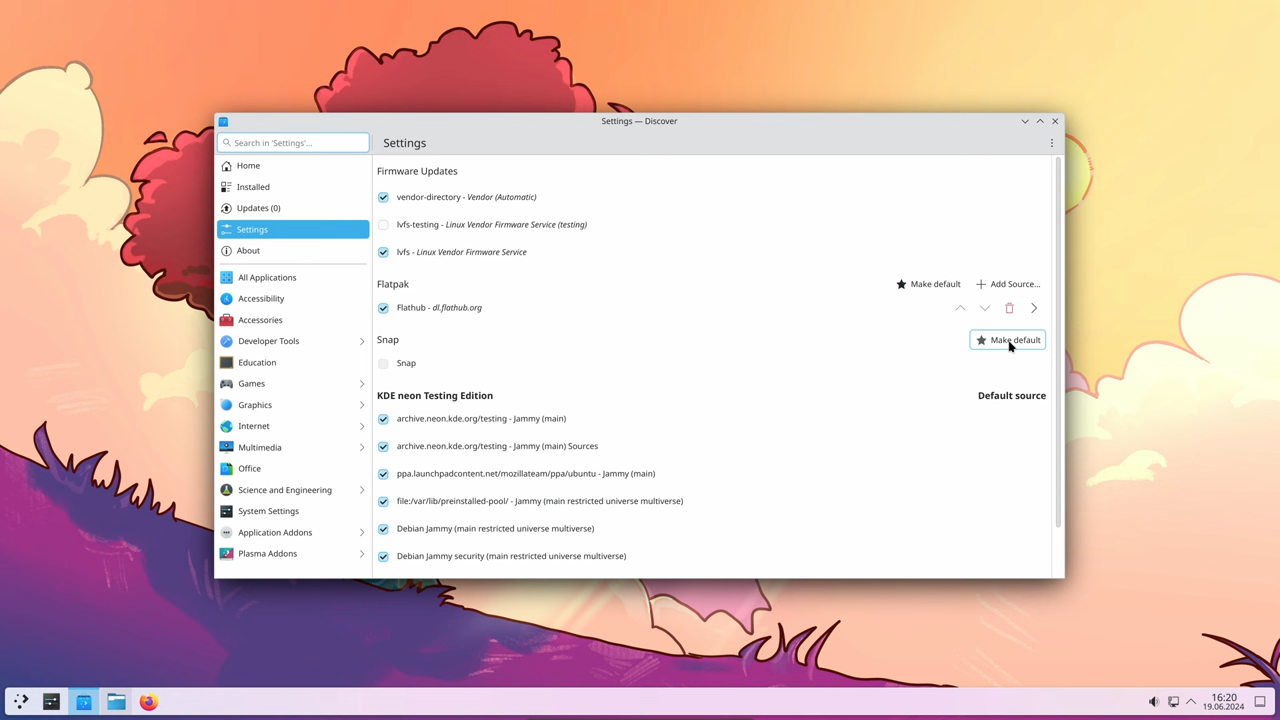 Settings — Discover
Search in 'Settings'...
Settings
Home
Installed
Updates (0)
Settings
About
All Applications
Accessibility
Accessories
Developer Tools
Education
Games
Graphics
Internet
Multimedia
Office
Science and Engineering
System Settings
Application Addons
Plasma Addons
Firmware Updates
vendor-directory - Vendor (Automatic)
lvfs-testing - Linux Vendor Firmware Service (testing)
lvfs - Linux Vendor Firmware Service
Flatpak Make default Add Source...
Flathub - dl.flathub.org
Snap Make default
Snap
KDE neon Testing Edition Default source
archive.neon.kde.org/testing - Jammy (main)
archive.neon.kde.org/testing - Jammy (main) Sources
ppa.launchpadcontent.net/mozillateam/ppa/ubuntu - Jammy (main)
file:/var/lib/preinstalled-pool/ - Jammy (main restricted universe multiverse)
Debian Jammy (main restricted universe multiverse)
Debian Jammy security (main restricted universe multiverse)
16:20
19.06.2024